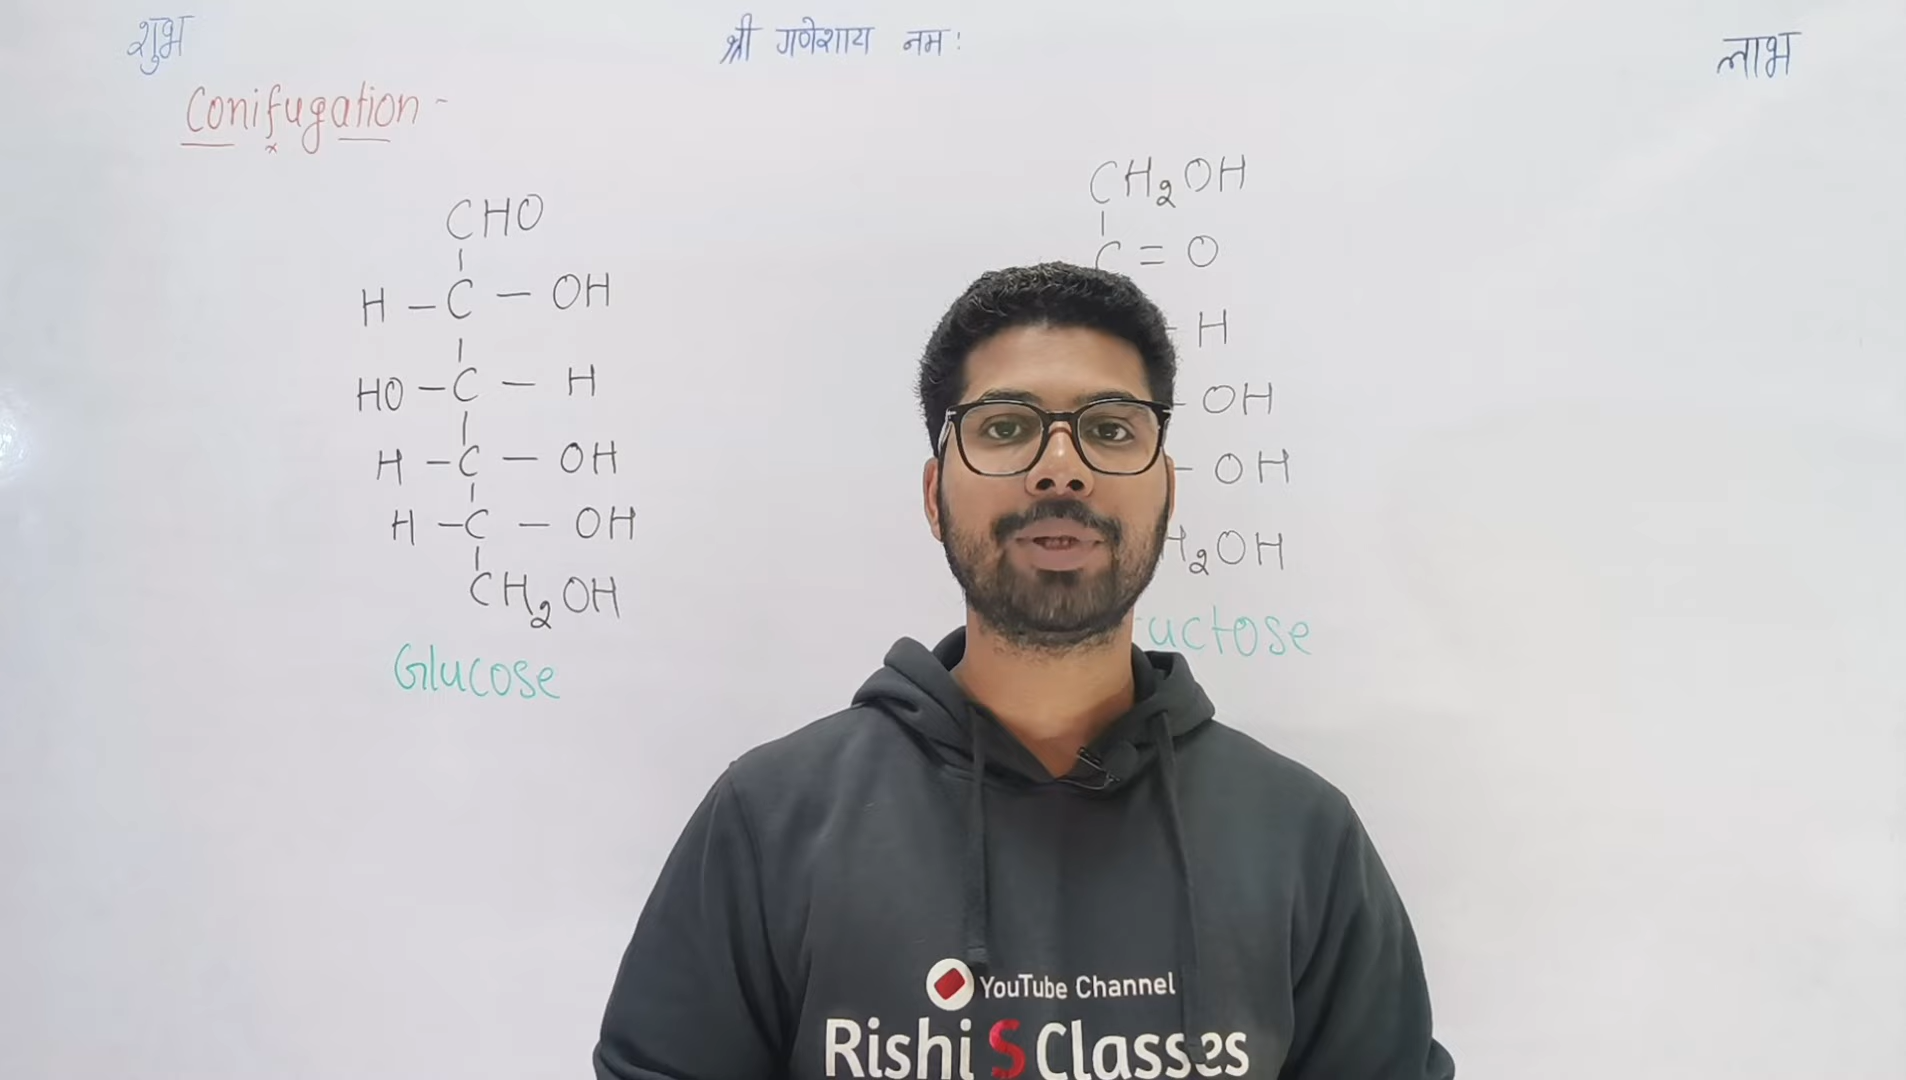 शुभ श्री गणेशाय नमः लाभ
Conifugation -
CHO
H - C - OH
HO - C - H
H - C - OH
H - C - OH
CH₂OH
Glucose
CH₂OH
C = O
- H
- OH
- OH
H₂OH
uctose
YouTube Channel
Rishi S Classes